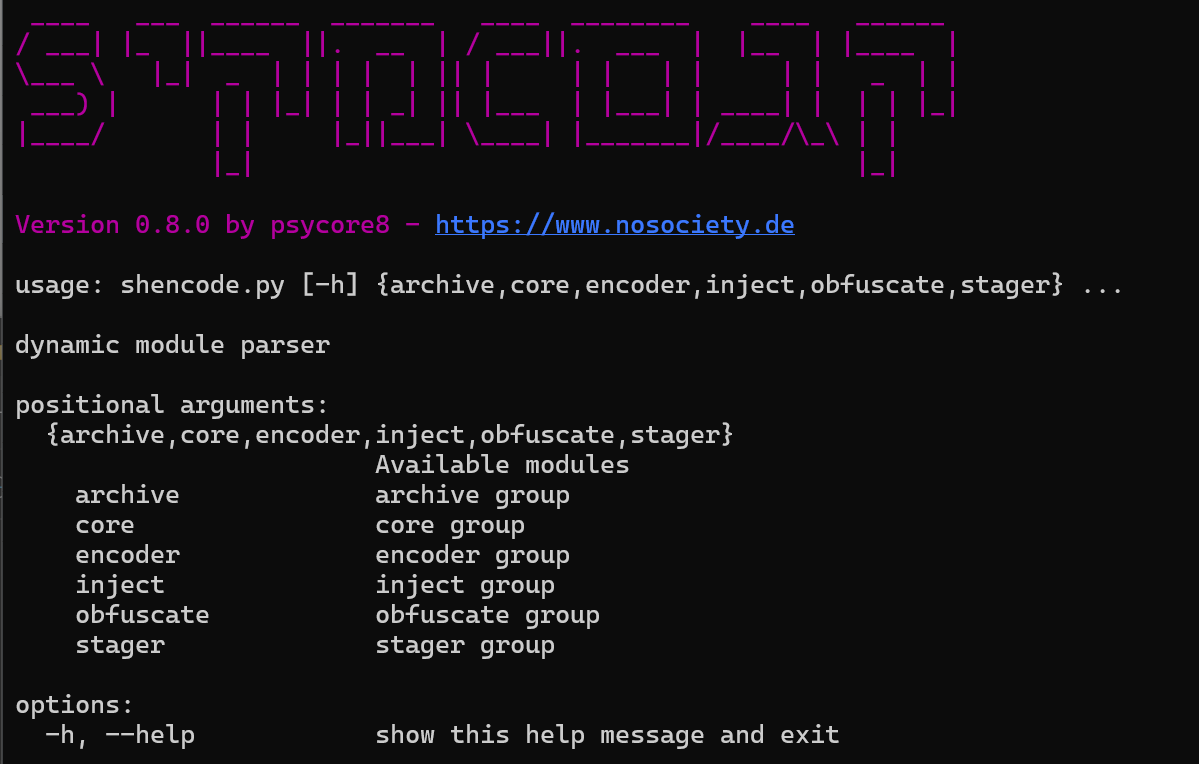 Version 0.8.0 by psycore8 - https://www.nosociety.de
usage: shencode.py [-h] {archive,core,encoder,inject,obfuscate,stager} ...
dynamic module parser
positional arguments:
{archive,core,encoder,inject,obfuscate,stager}
Available modules
archive archive group
core core group
encoder encoder group
inject inject group
obfuscate obfuscate group
stager stager group
options:
-h, --help show this help message and exit